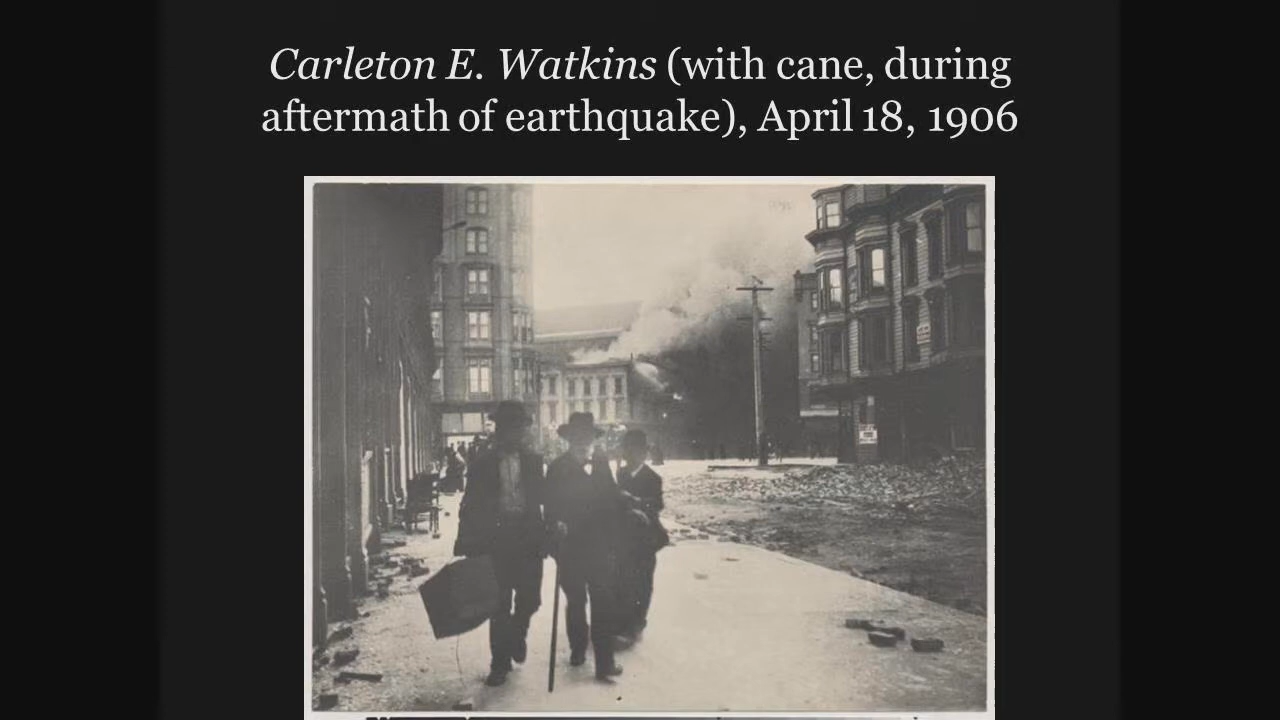 Carleton E. Watkins (with cane, during
aftermath of earthquake), April 18, 1906